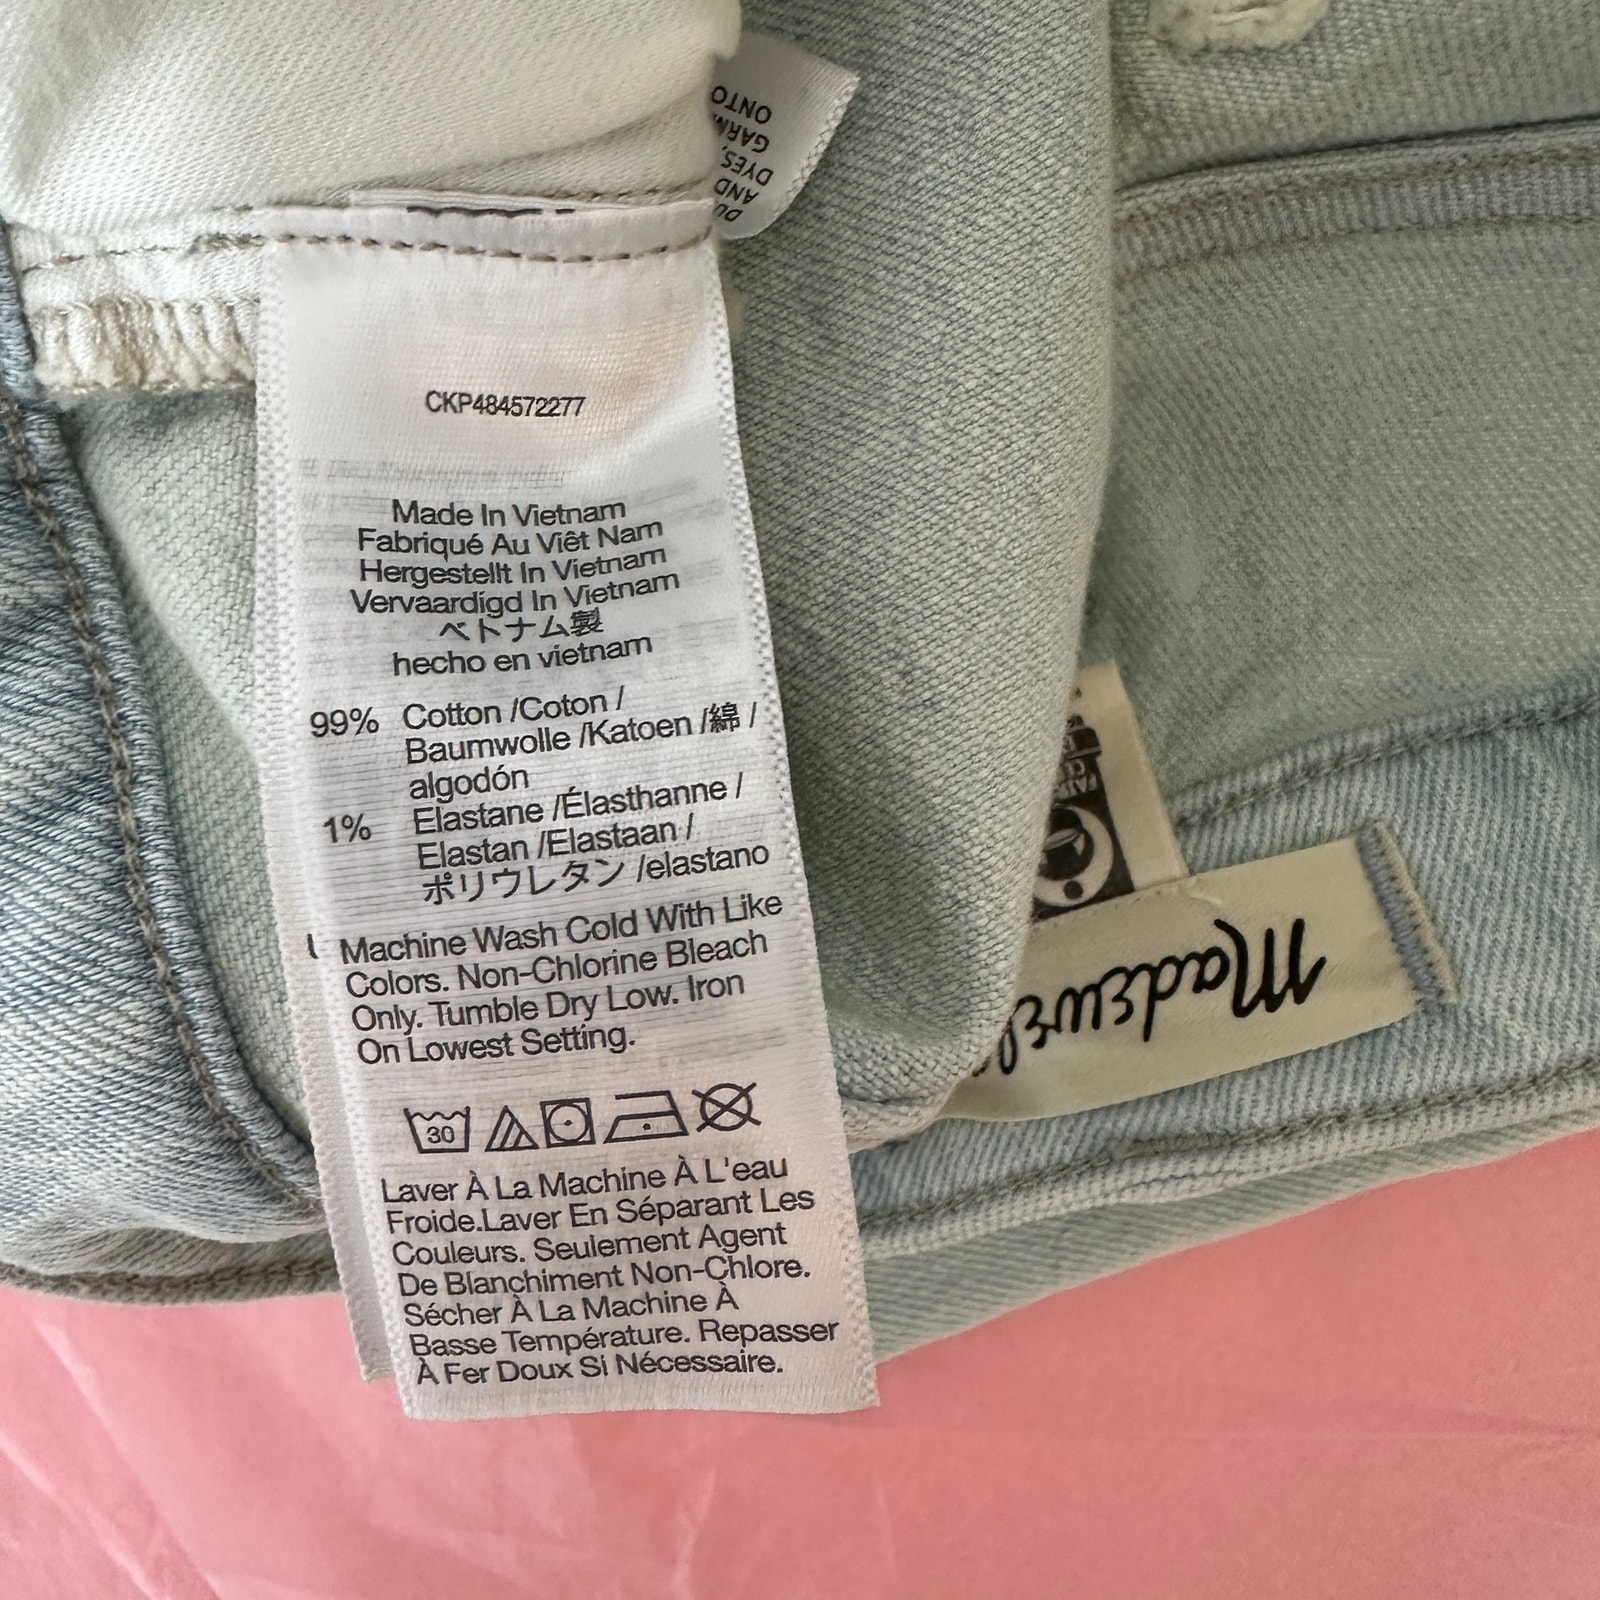 ONTO
DYES,
AND
CKP484572277
Made In Vietnam
Fabriqué Au Viêt Nam
Hergestellt In Vietnam
Vervaardigd In Vietnam
ベトナム製
hecho en vietnam
99% Cotton /Coton /
Baumwolle /Katoen /綿 /
algodón
1% Elastane /Élasthanne /
Elastan /Elastaan /
ポリウレタン /elastano
Machine Wash Cold With Like
Colors. Non-Chlorine Bleach
Only. Tumble Dry Low. Iron
On Lowest Setting.
30
Laver À La Machine À L'eau
Froide.Laver En Séparant Les
Couleurs. Seulement Agent
De Blanchiment Non-Chlore.
Sécher À La Machine À
Basse Température. Repasser
À Fer Doux Si Nécessaire.